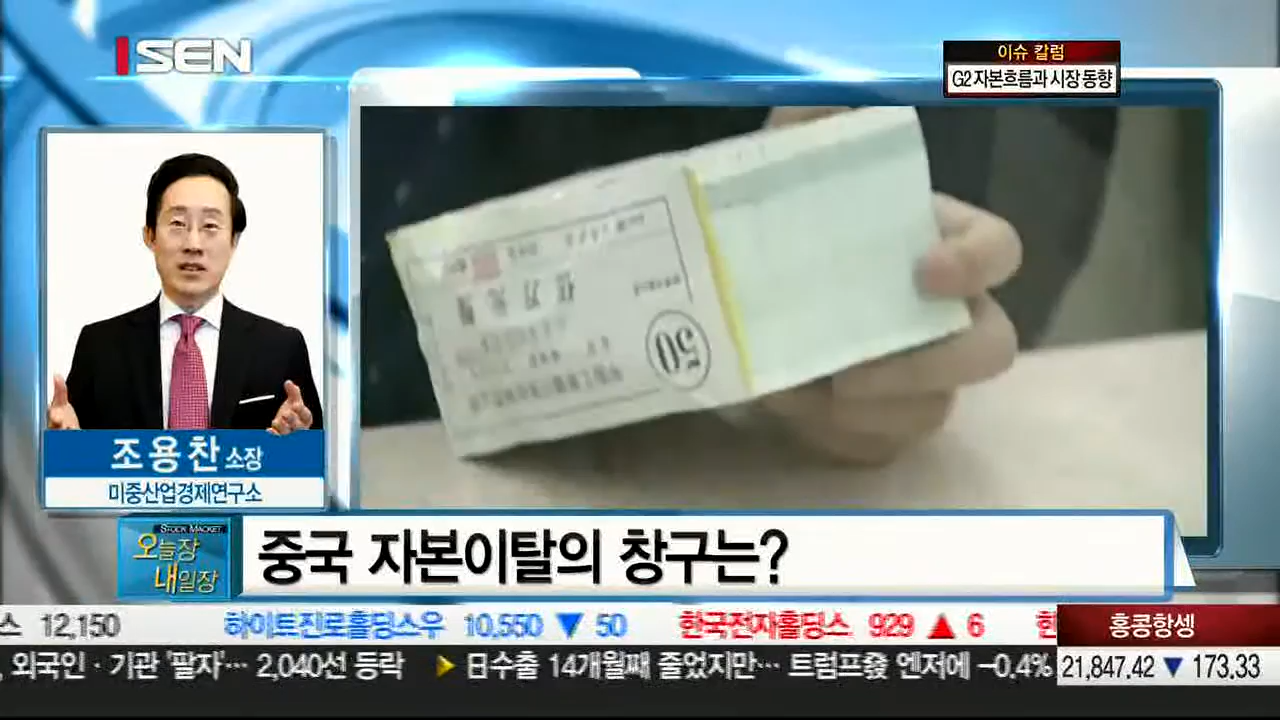 SEN
이슈 칼럼
G2 자본흐름과 시장 동향
50
조용찬 소장
미중산업경제연구소
STOCK MACKET
오늘장
내일장
중국 자본이탈의 창구는?
스 12,150 하이트진로홀딩스우 10,550 ▼ 50 한국전자홀딩스 929 ▲ 6 한
홍콩항셍
, 외국인·기관 '팔자'… 2,040선 등락 ▶ 日수출 14개월째 줄었지만… 트럼프發 엔저에 -0.4%
21,847.42 ▼ 173.33